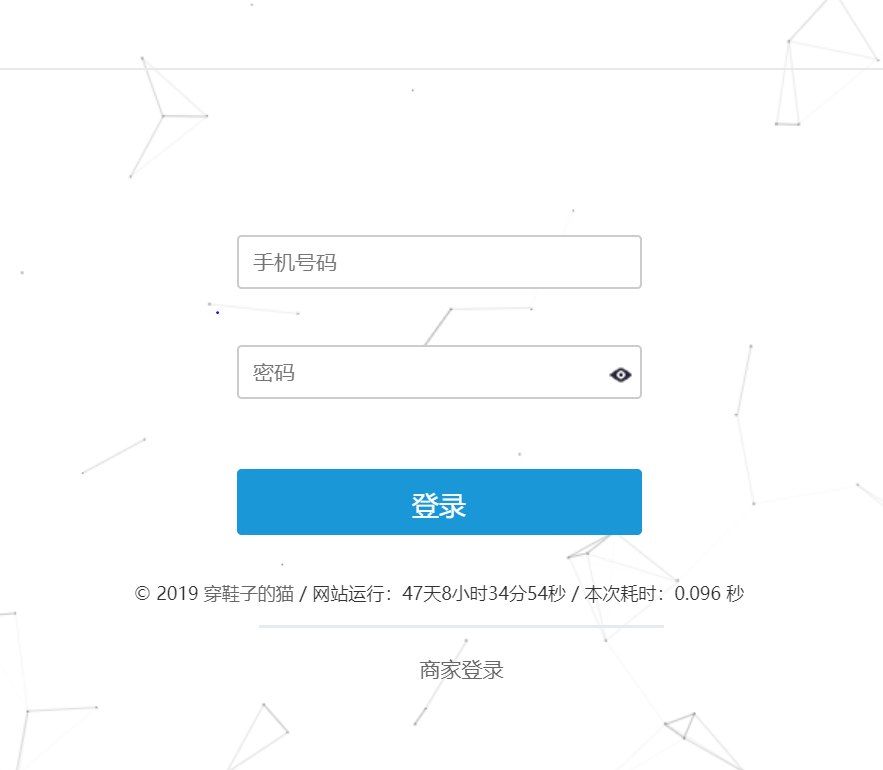 手机号码
密码
登录
© 2019 穿鞋子的猫 / 网站运行：47天8小时34分54秒 / 本次耗时：0.096 秒
商家登录